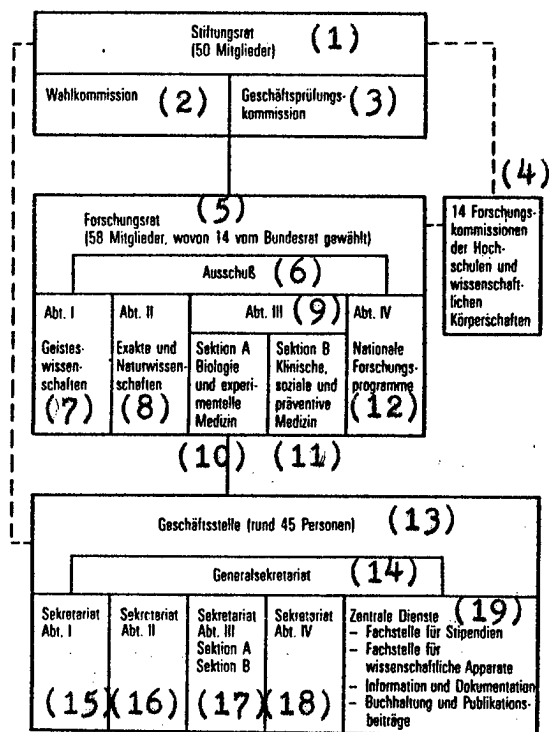 Stiftungsrat (1)
(50 Mitglieder)
Wahlkommission (2)
Geschäftsprüfungs-
kommission (3)
(4)
14 Forschungs-
kommissionen
der Hoch-
schulen und
wissenschaft-
lichen
Körperschaften
(5)
Forschungsrat
(58 Mitglieder, wovon 14 vom Bundesrat gewählt)
Ausschuß (6)
Abt. I
Geistes-
wissen-
schaften
(7)
Abt. II
Exakte und
Naturwissen-
schaften
(8)
Abt. III (9)
Sektion A
Biologie
und experi-
mentelle
Medizin
(10)
Sektion B
Klinische,
soziale und
präventive
Medizin
(11)
Abt. IV
Nationale
Forschungs-
programme
(12)
Geschäftsstelle (rund 45 Personen) (13)
Generalsekretariat (14)
Sekretariat
Abt. I
(15)
Sekretariat
Abt. II
(16)
Sekretariat
Abt. III
Sektion A
Sektion B
(17)
Sekretariat
Abt. IV
(18)
Zentrale Dienste (19)
– Fachstelle für Stipendien
– Fachstelle für
wissenschaftliche Apparate
– Information und Dokumentation
– Buchhaltung und Publikations-
beiträge